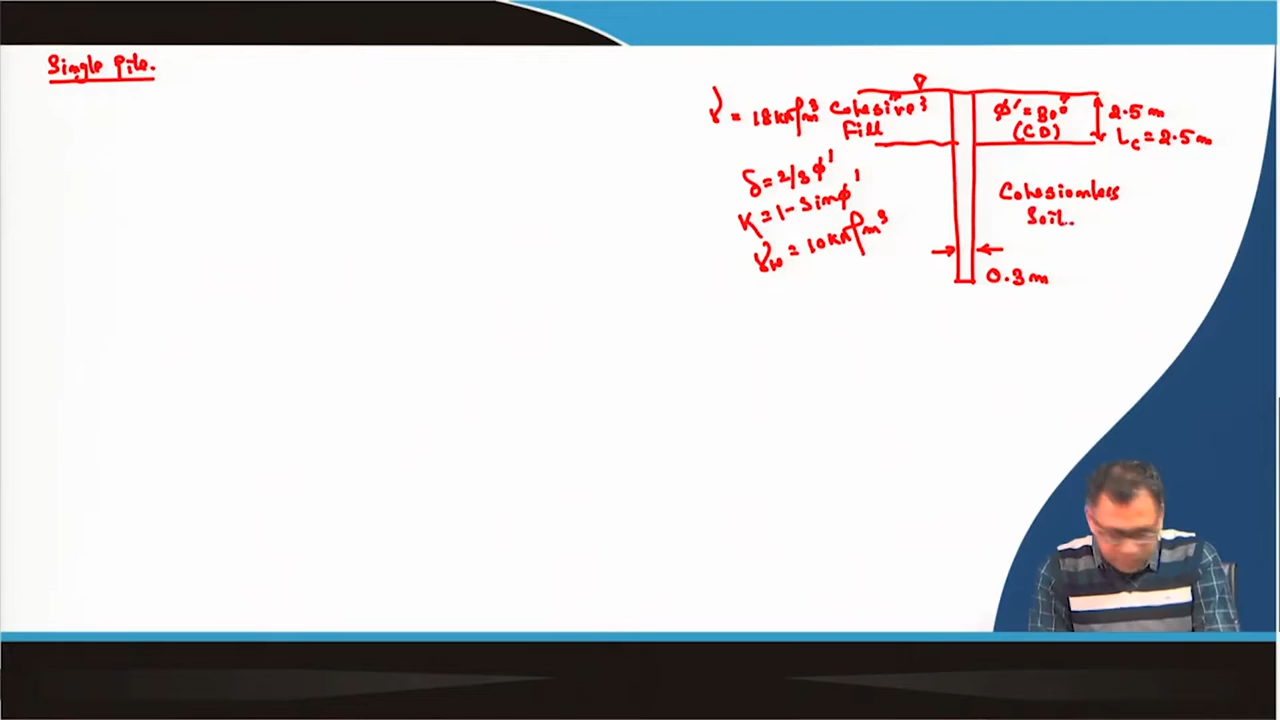 Single Pile.
γ = 18 kN/m³
Cohesive
Fill
φ' = 30°
(CD)
2.5 m
Lc = 2.5 m
δ = 2/3 φ'
K = 1 - sin φ'
γw = 10 kN/m³
Cohesionless
Soil.
0.3 m